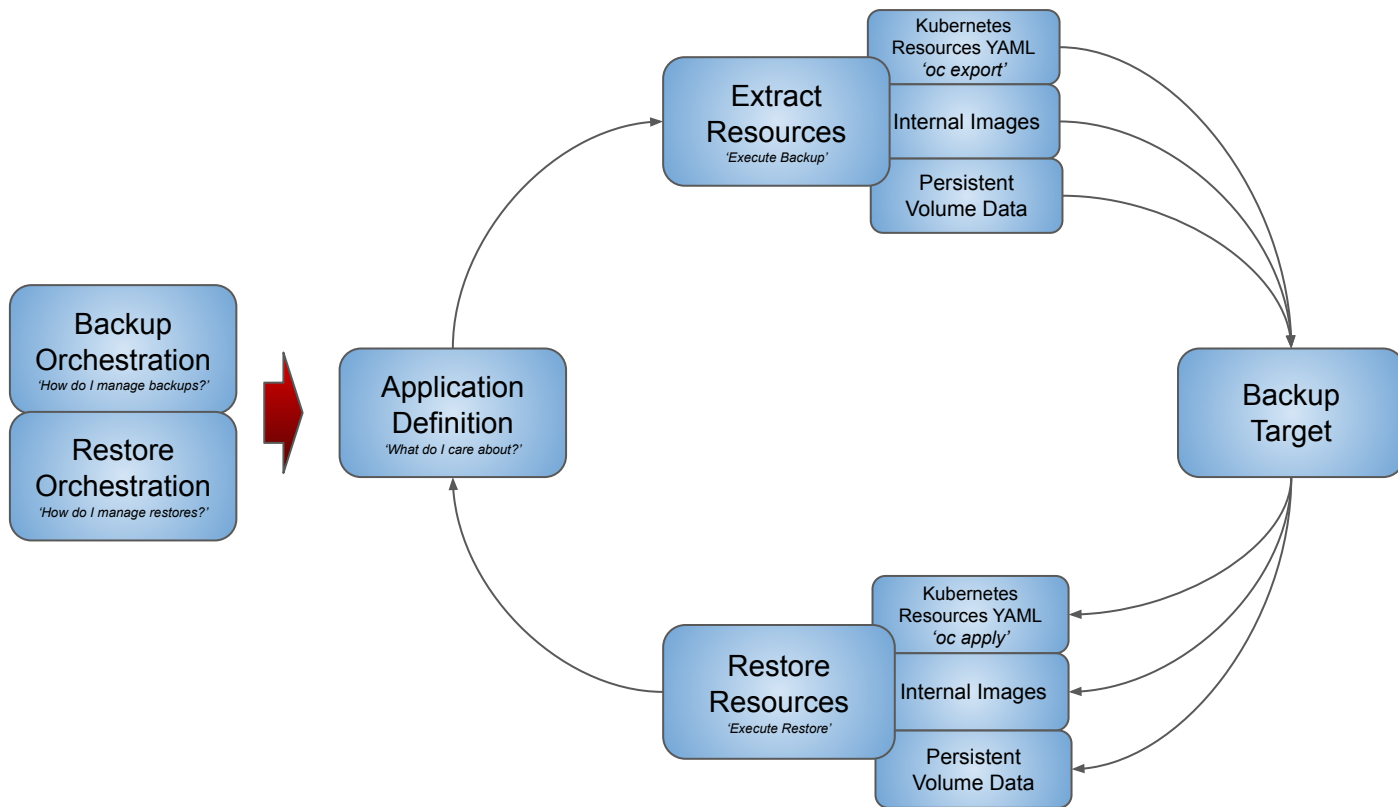 Kubernetes
Resources YAML
‘oc export’
Extract
Resources
‘Execute Backup’
Internal Images
Persistent
Volume Data
Backup
Orchestration
‘How do I manage backups?’
Restore
Orchestration
‘How do I manage restores?’
Application
Definition
‘What do I care about?’
Backup
Target
Kubernetes
Resources YAML
‘oc apply’
Restore
Resources
‘Execute Restore’
Internal Images
Persistent
Volume Data